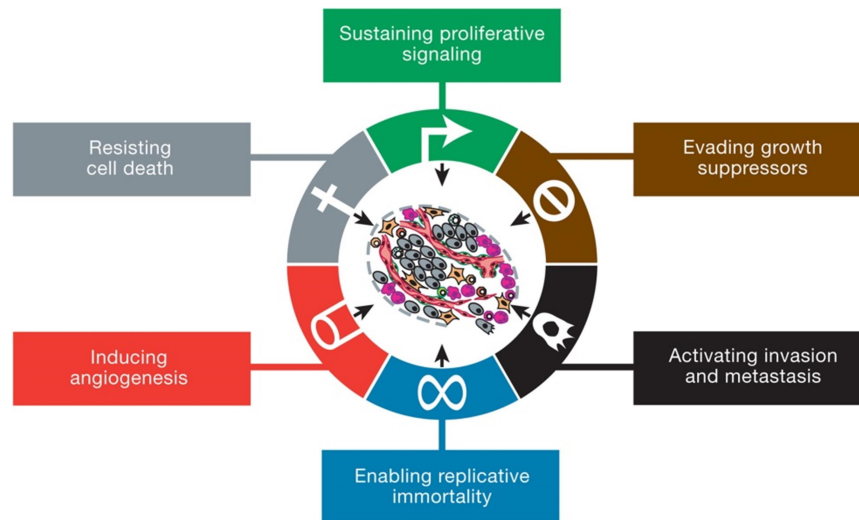 Sustaining proliferative
signaling
Resisting
cell death
Evading growth
suppressors
Inducing
angiogenesis
Activating invasion
and metastasis
Enabling replicative
immortality